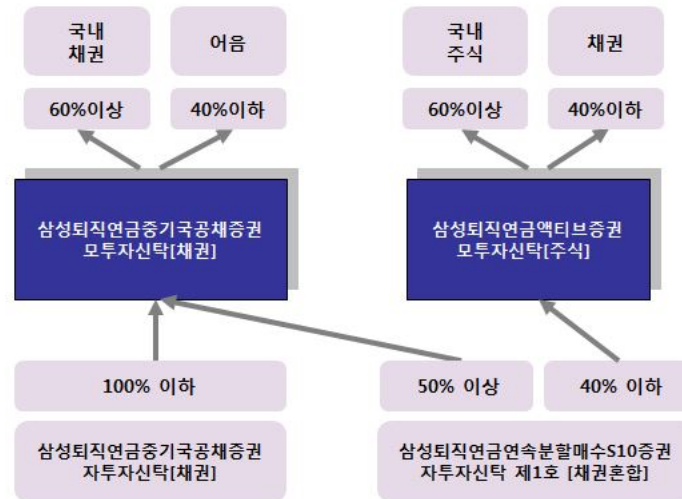 국내
채권
어음
국내
주식
채권
60%이상
40%이하
60%이상
40%이하
삼성퇴직연금중기국공채증권
모투자신탁[채권]
삼성퇴직연금액티브증권
모투자신탁[주식]
100% 이하
50% 이상
40% 이하
삼성퇴직연금중기국공채증권
자투자신탁[채권]
삼성퇴직연금연속분할매수S10증권
자투자신탁 제1호 [채권혼합]